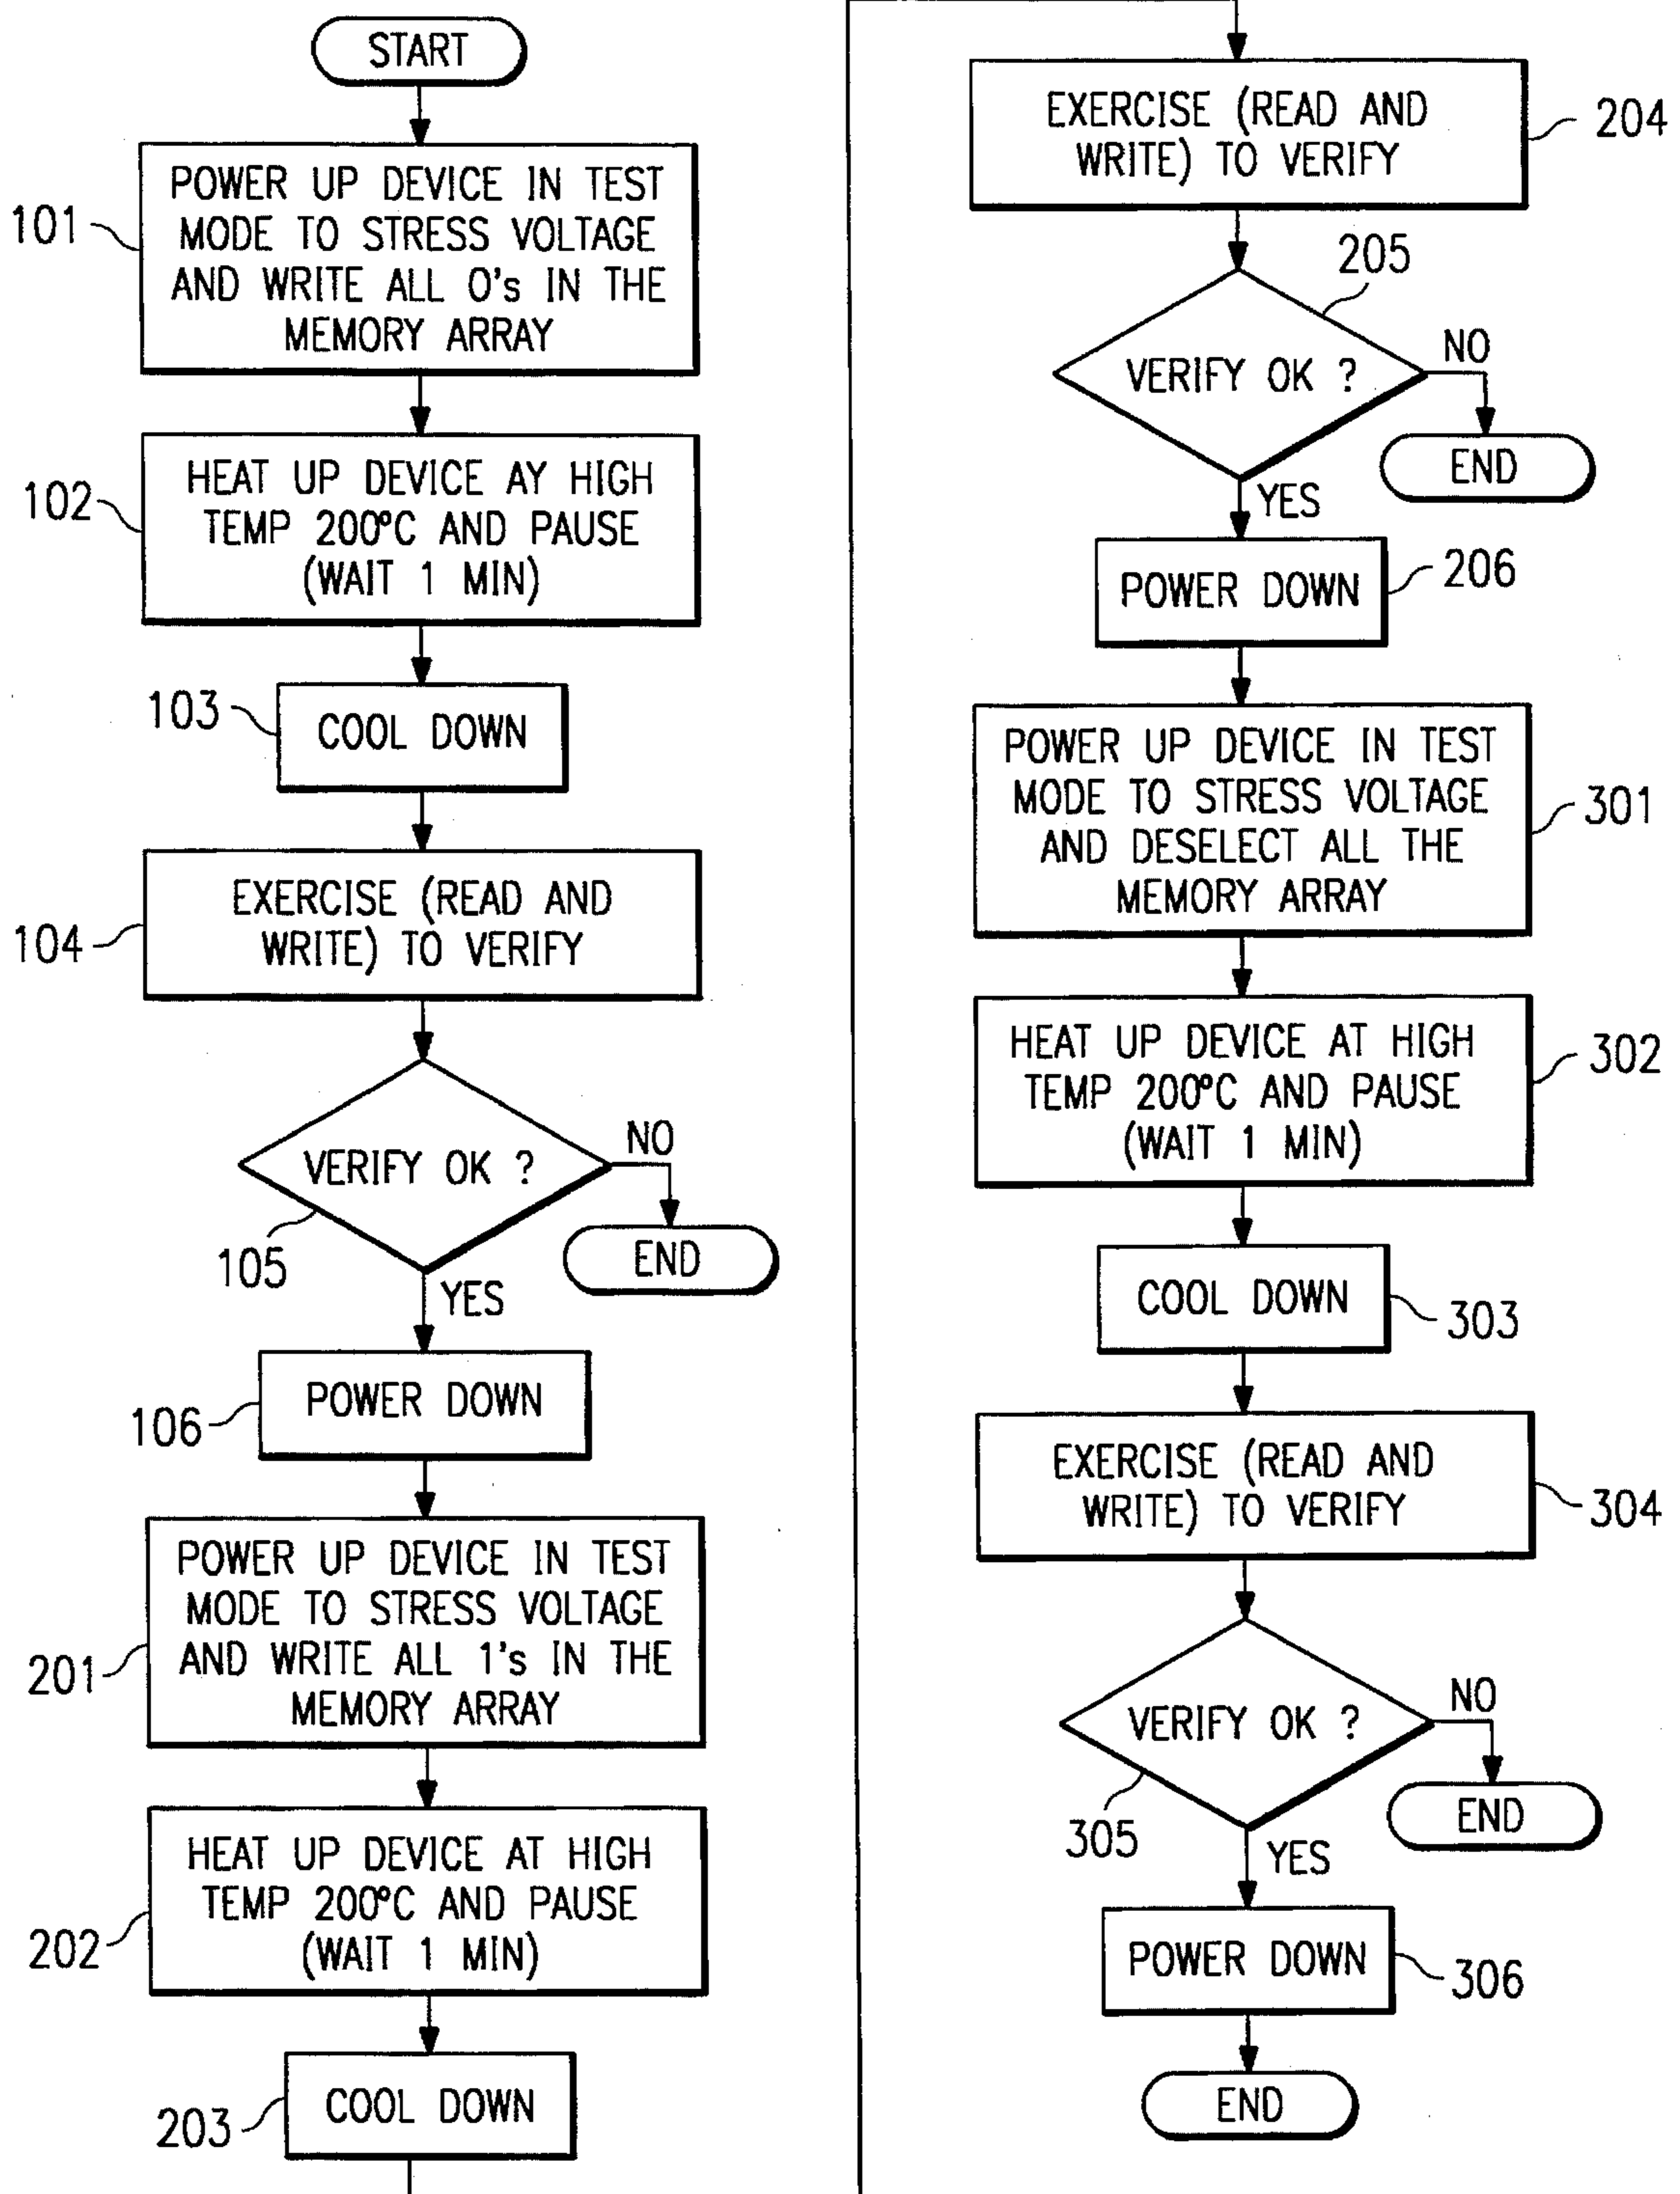 START
101
POWER UP DEVICE IN TEST
MODE TO STRESS VOLTAGE
AND WRITE ALL 0's IN THE
MEMORY ARRAY
102
HEAT UP DEVICE AY HIGH
TEMP 200°C AND PAUSE
(WAIT 1 MIN)
103
COOL DOWN
104
EXERCISE (READ AND
WRITE) TO VERIFY
VERIFY OK ?
NO
105
END
YES
106
POWER DOWN
201
POWER UP DEVICE IN TEST
MODE TO STRESS VOLTAGE
AND WRITE ALL 1's IN THE
MEMORY ARRAY
202
HEAT UP DEVICE AT HIGH
TEMP 200°C AND PAUSE
(WAIT 1 MIN)
203
COOL DOWN
EXERCISE (READ AND
WRITE) TO VERIFY
204
205
VERIFY OK ?
NO
END
YES
POWER DOWN
206
POWER UP DEVICE IN TEST
MODE TO STRESS VOLTAGE
AND DESELECT ALL THE
MEMORY ARRAY
301
HEAT UP DEVICE AT HIGH
TEMP 200°C AND PAUSE
(WAIT 1 MIN)
302
COOL DOWN
303
EXERCISE (READ AND
WRITE) TO VERIFY
304
VERIFY OK ?
NO
305
END
YES
POWER DOWN
306
END